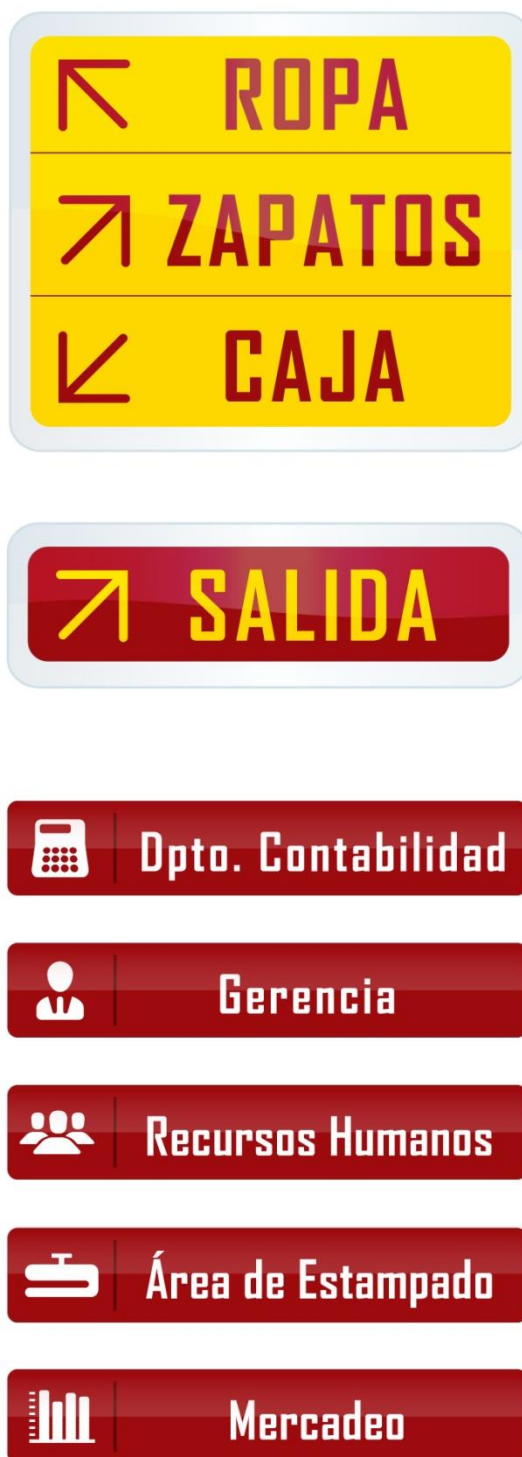 ROPA
ZAPATOS
CAJA
SALIDA
Dpto. Contabilidad
Gerencia
Recursos Humanos
Área de Estampado
Mercadeo